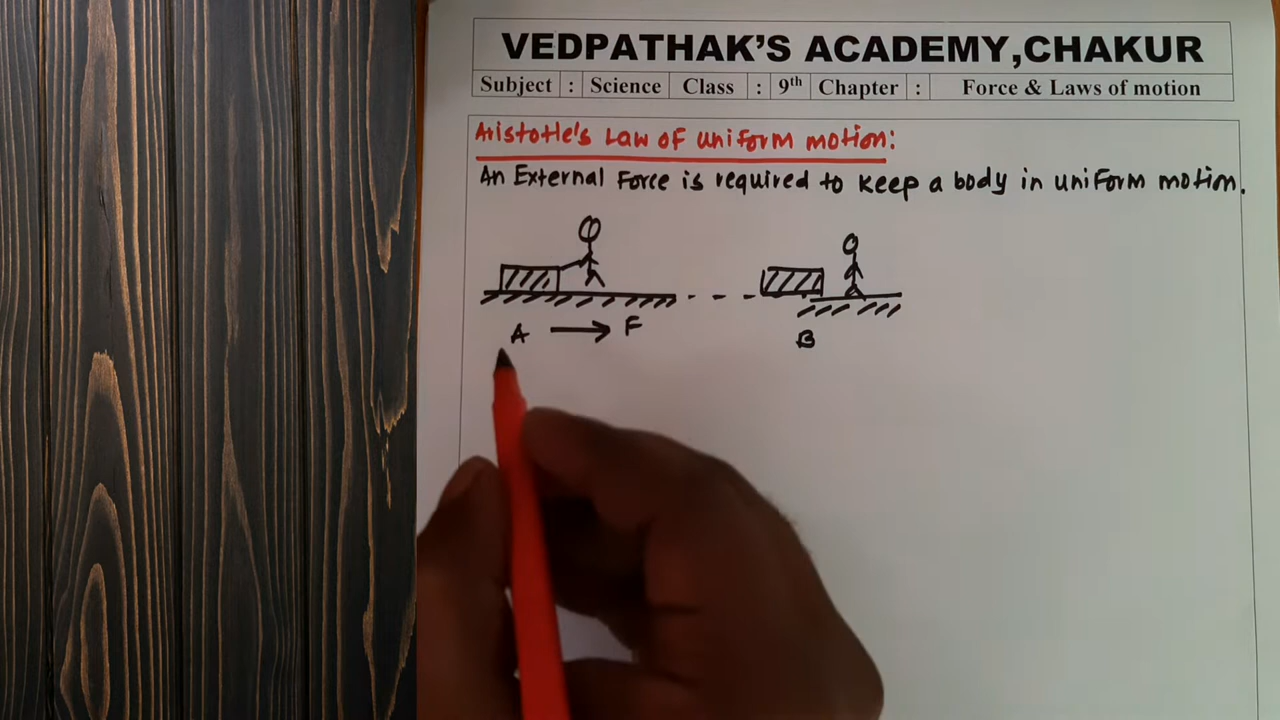 VEDPATHAK'S ACADEMY,CHAKUR
Subject : Science Class : 9th Chapter : Force & Laws of motion
Aristotle's Law of uniform motion:
An External Force is required to keep a body in uniform motion.
A F B